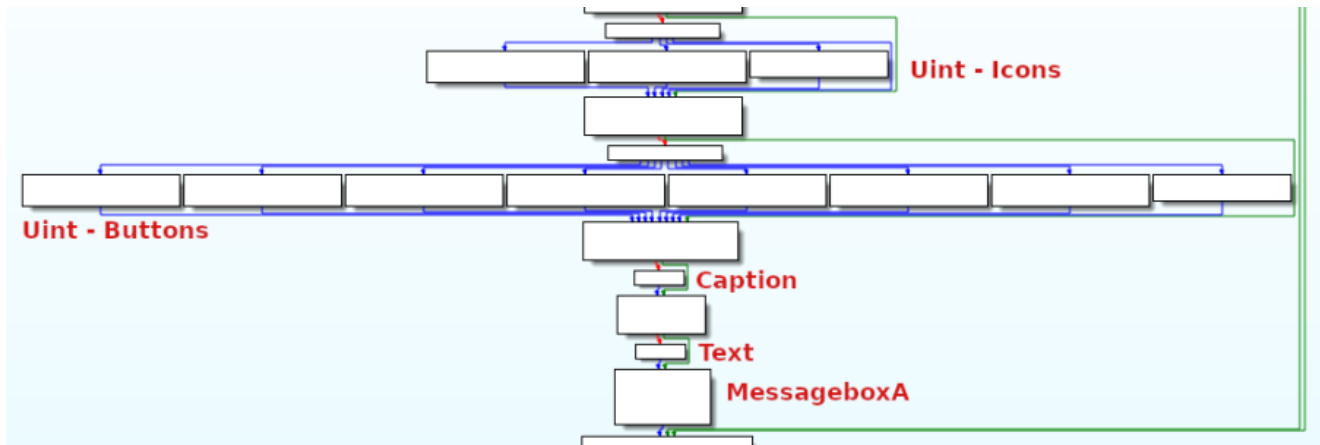 Uint - Icons
Uint - Buttons
Caption
Text
MessageboxA